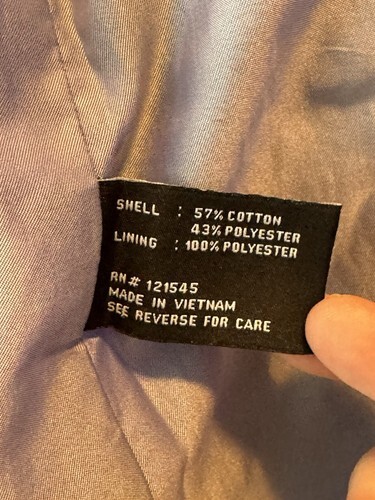 SHELL : 57% COTTON
43% POLYESTER
LINING : 100% POLYESTER
RN# 121545
MADE IN VIETNAM
SEE REVERSE FOR CARE